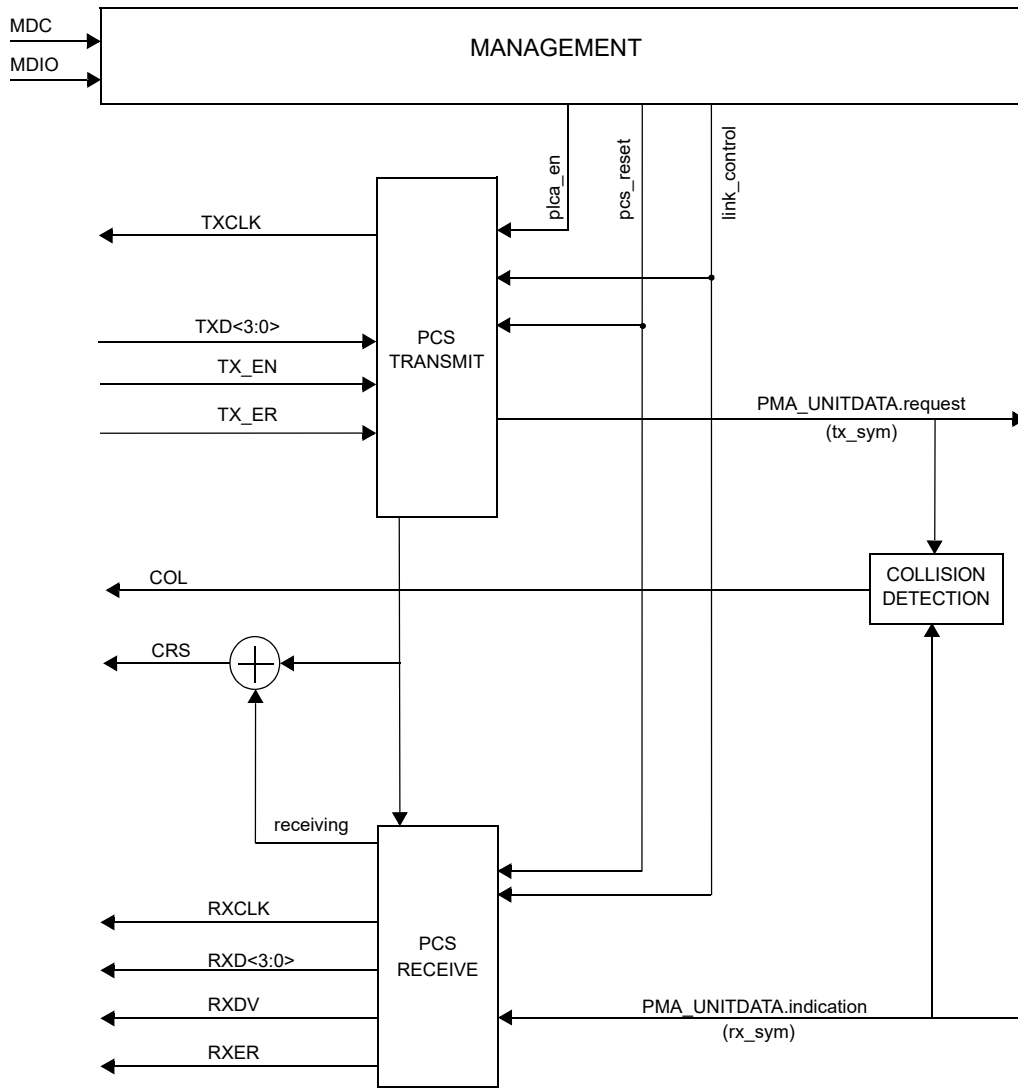 MDC
MANAGEMENT
MDIO
plca_en
pcs_reset
link_control
TXCLK
TXD<3:0>
PCS
TRANSMIT
TX_EN
TX_ER
PMA_UNITDATA.request
(tx_sym)
COL
COLLISION
DETECTION
CRS
receiving
RXCLK
PCS
RECEIVE
RXD<3:0>
RXDV
PMA_UNITDATA.indication
(rx_sym)
RXER